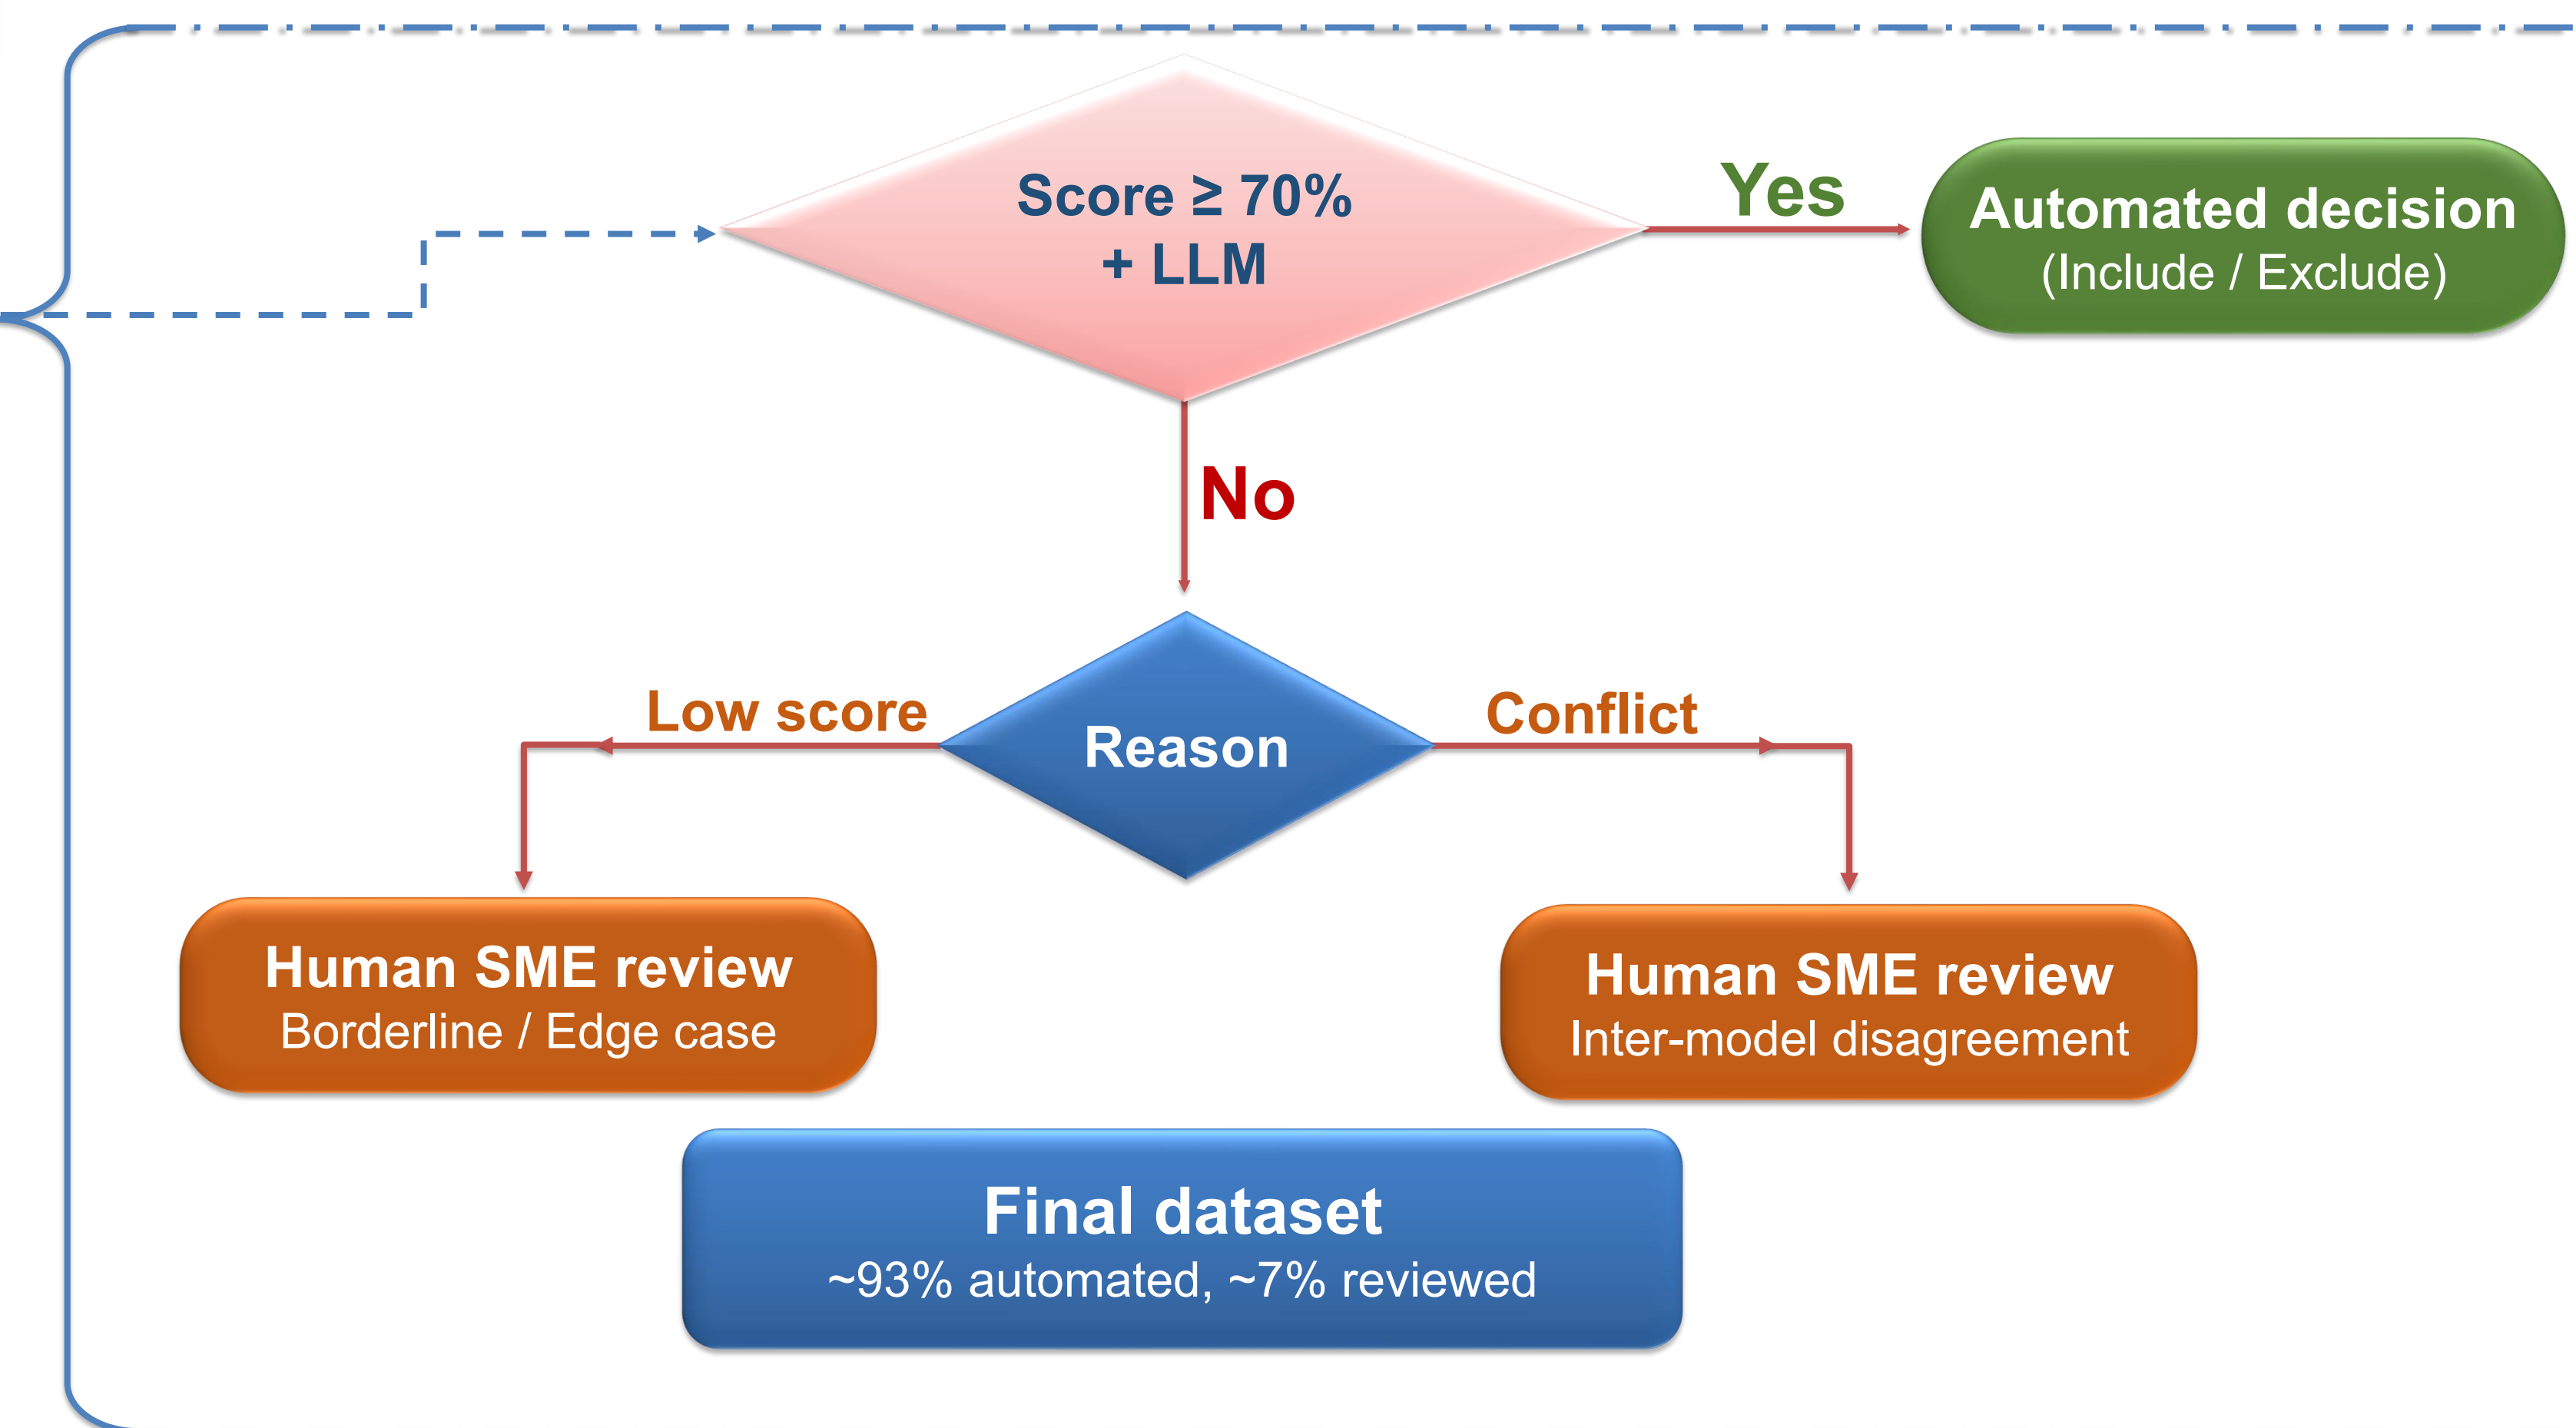 Score ≥ 70%
+ LLM
Yes
Automated decision
(Include / Exclude)
No
Low score
Reason
Conflict
Human SME review
Borderline / Edge case
Human SME review
Inter-model disagreement
Final dataset
~93% automated, ~7% reviewed